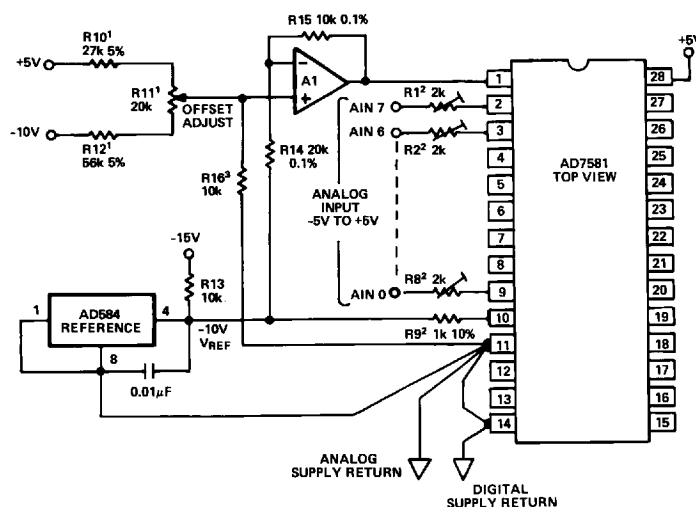 R15 10k 0.1%
R10¹
27k 5%
+5V
R11¹
20k
OFFSET
ADJUST
-10V
R12¹
56k 5%
A1
-
+
R14 20k
0.1%
R16³
10k
ANALOG
INPUT
-5V TO +5V
AIN 7
R1² 2k
AIN 6
R2² 2k
AIN 0
R8² 2k
-15V
R13
10k
1
AD584
REFERENCE
4
8
-10V
VREF
0.01µF
R9² 1k 10%
ANALOG
SUPPLY RETURN
DIGITAL
SUPPLY RETURN
AD7581
TOP VIEW
+5V
1
2
3
4
5
6
7
8
9
10
11
12
13
14
28
27
26
25
24
23
22
21
20
19
18
17
16
15